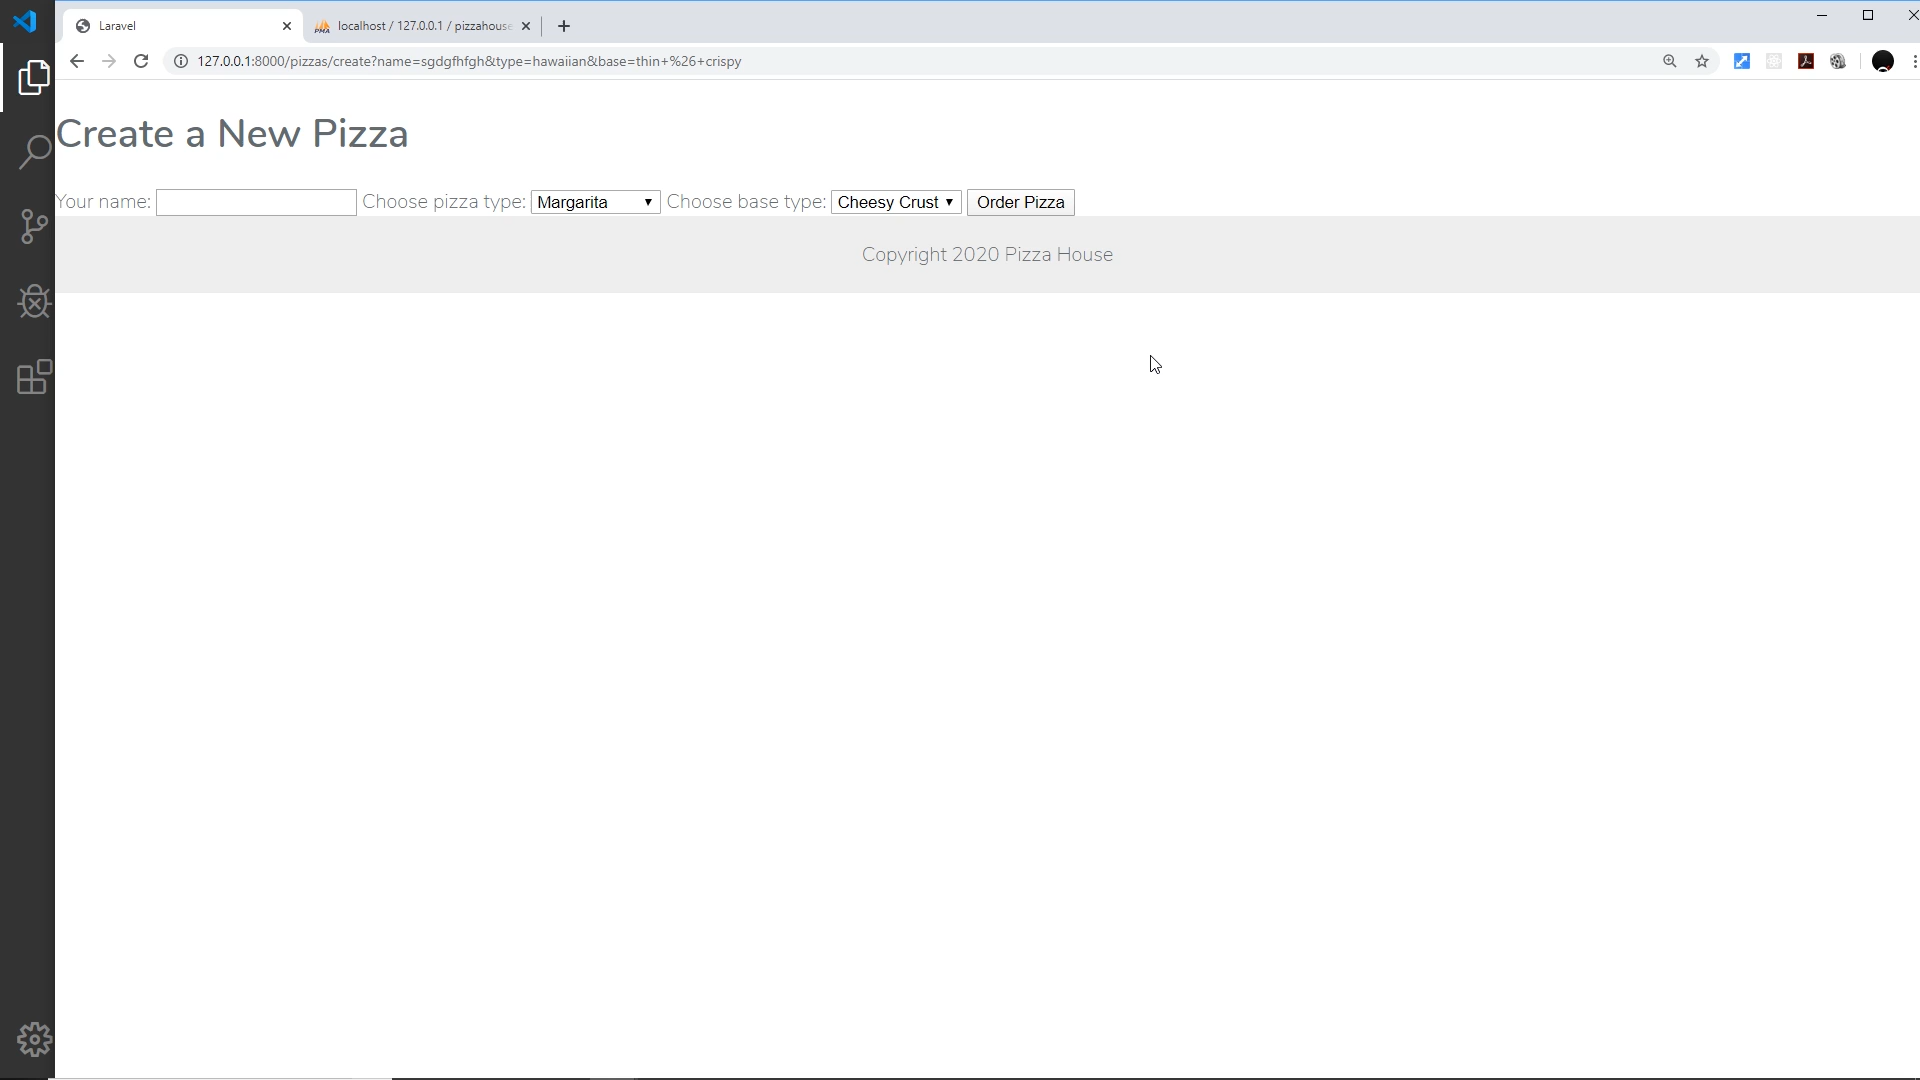 Laravel
localhost / 127.0.0.1 / pizzahouse
127.0.0.1:8000/pizzas/create?name=sgdgfhfgh&type=hawaiian&base=thin+%26+crispy
Create a New Pizza
Your name: Choose pizza type: Margarita Choose base type: Cheesy Crust Order Pizza
Copyright 2020 Pizza House